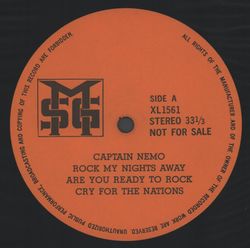 ALL RIGHTS OF THE MANUFACTURER AND OF THE OWNER OF THE RECORDED WORK ARE RESERVED. UNAUTHORIZED PUBLIC PERFORMANCE, BROADCASTING AND COPYING OF THIS RECORD ARE FORBIDDEN.
MSG
SIDE A
XL1561
STEREO 33⅓
NOT FOR SALE
CAPTAIN NEMO
ROCK MY NIGHTS AWAY
ARE YOU READY TO ROCK
CRY FOR THE NATIONS